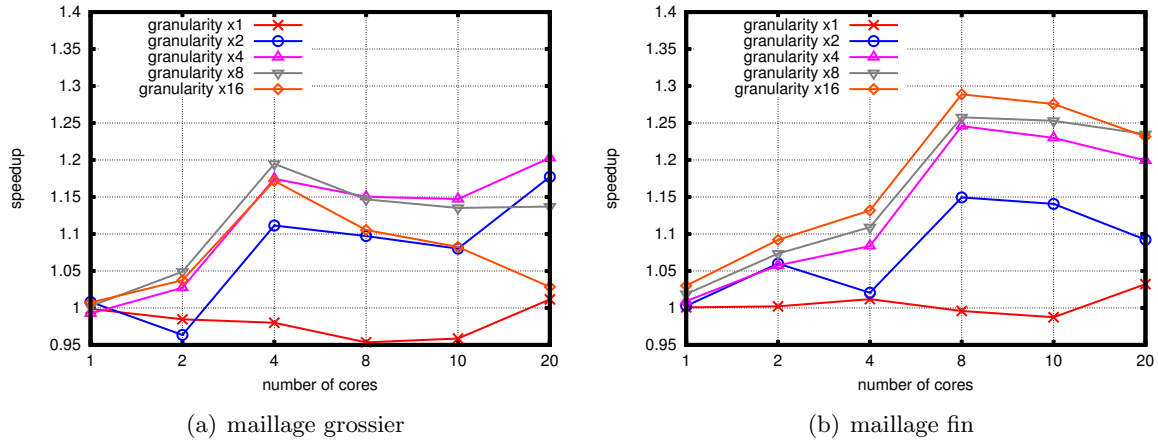 1.4
1.35
1.3
1.25
1.2
1.15
1.1
1.05
1
0.95
speedup
granularity x1
granularity x2
granularity x4
granularity x8
granularity x16
1 2 4 8 10 20
number of cores
(a) maillage grossier
1.4
1.35
1.3
1.25
1.2
1.15
1.1
1.05
1
0.95
speedup
granularity x1
granularity x2
granularity x4
granularity x8
granularity x16
1 2 4 8 10 20
number of cores
(b) maillage fin